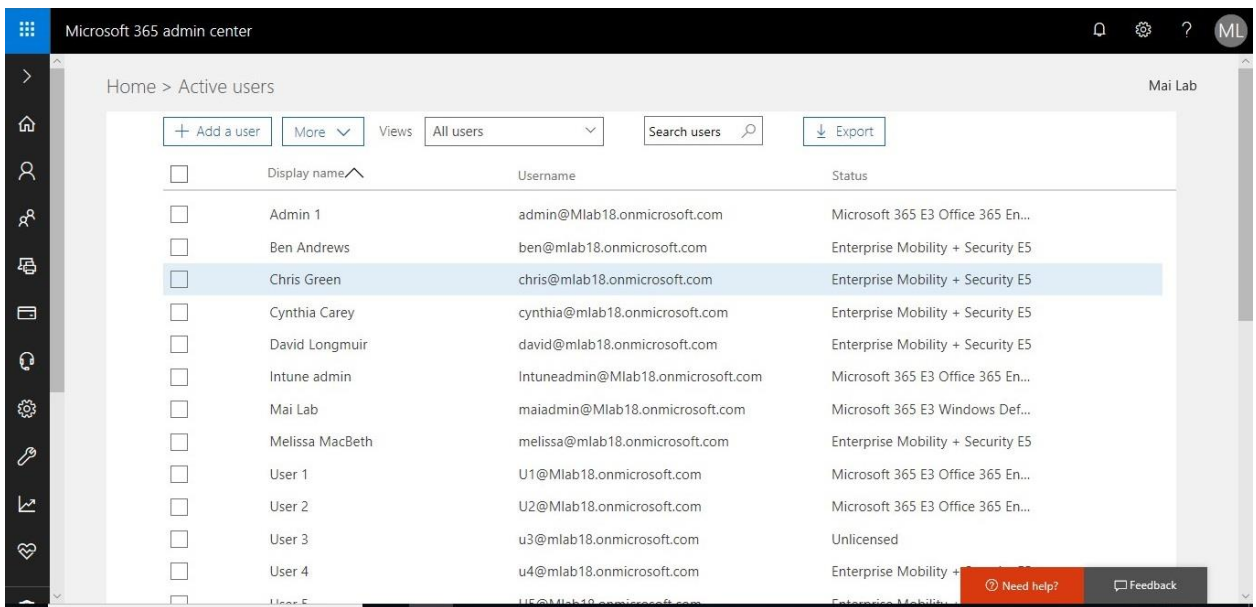 Microsoft 365 admin center ? ML
Home > Active users Mai Lab
+ Add a user More Views All users Search users Export
Display name Username Status
Admin 1 admin@Mlab18.onmicrosoft.com Microsoft 365 E3 Office 365 En...
Ben Andrews ben@mlab18.onmicrosoft.com Enterprise Mobility + Security E5
Chris Green chris@mlab18.onmicrosoft.com Enterprise Mobility + Security E5
Cynthia Carey cynthia@mlab18.onmicrosoft.com Enterprise Mobility + Security E5
David Longmuir david@mlab18.onmicrosoft.com Enterprise Mobility + Security E5
Intune admin Intuneadmin@Mlab18.onmicrosoft.com Microsoft 365 E3 Office 365 En...
Mai Lab maiadmin@Mlab18.onmicrosoft.com Microsoft 365 E3 Windows Def...
Melissa MacBeth melissa@mlab18.onmicrosoft.com Enterprise Mobility + Security E5
User 1 U1@Mlab18.onmicrosoft.com Microsoft 365 E3 Office 365 En...
User 2 U2@Mlab18.onmicrosoft.com Microsoft 365 E3 Office 365 En...
User 3 u3@mlab18.onmicrosoft.com Unlicensed
User 4 u4@mlab18.onmicrosoft.com Enterprise Mobility +
Need help? Feedback